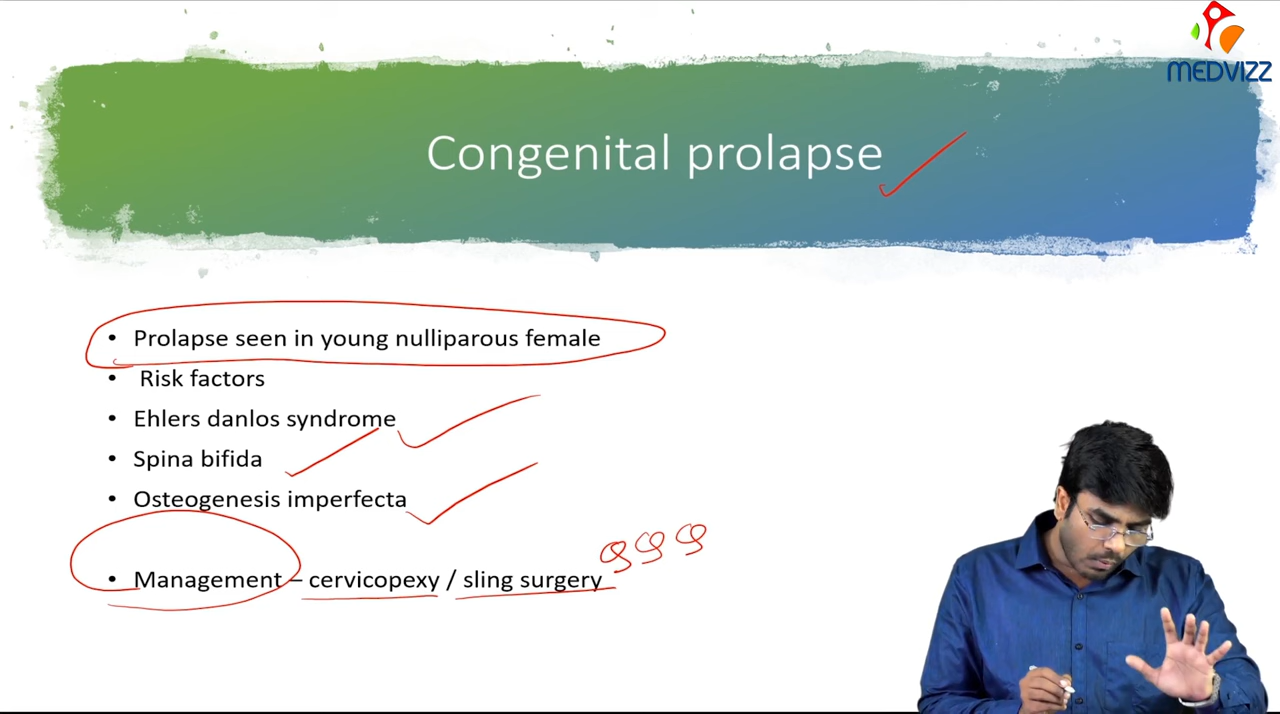 MEDVIZZ
Congenital prolapse
• Prolapse seen in young nulliparous female
• Risk factors
• Ehlers danlos syndrome
• Spina bifida
• Osteogenesis imperfecta
• Management – cervicopexy / sling surgery